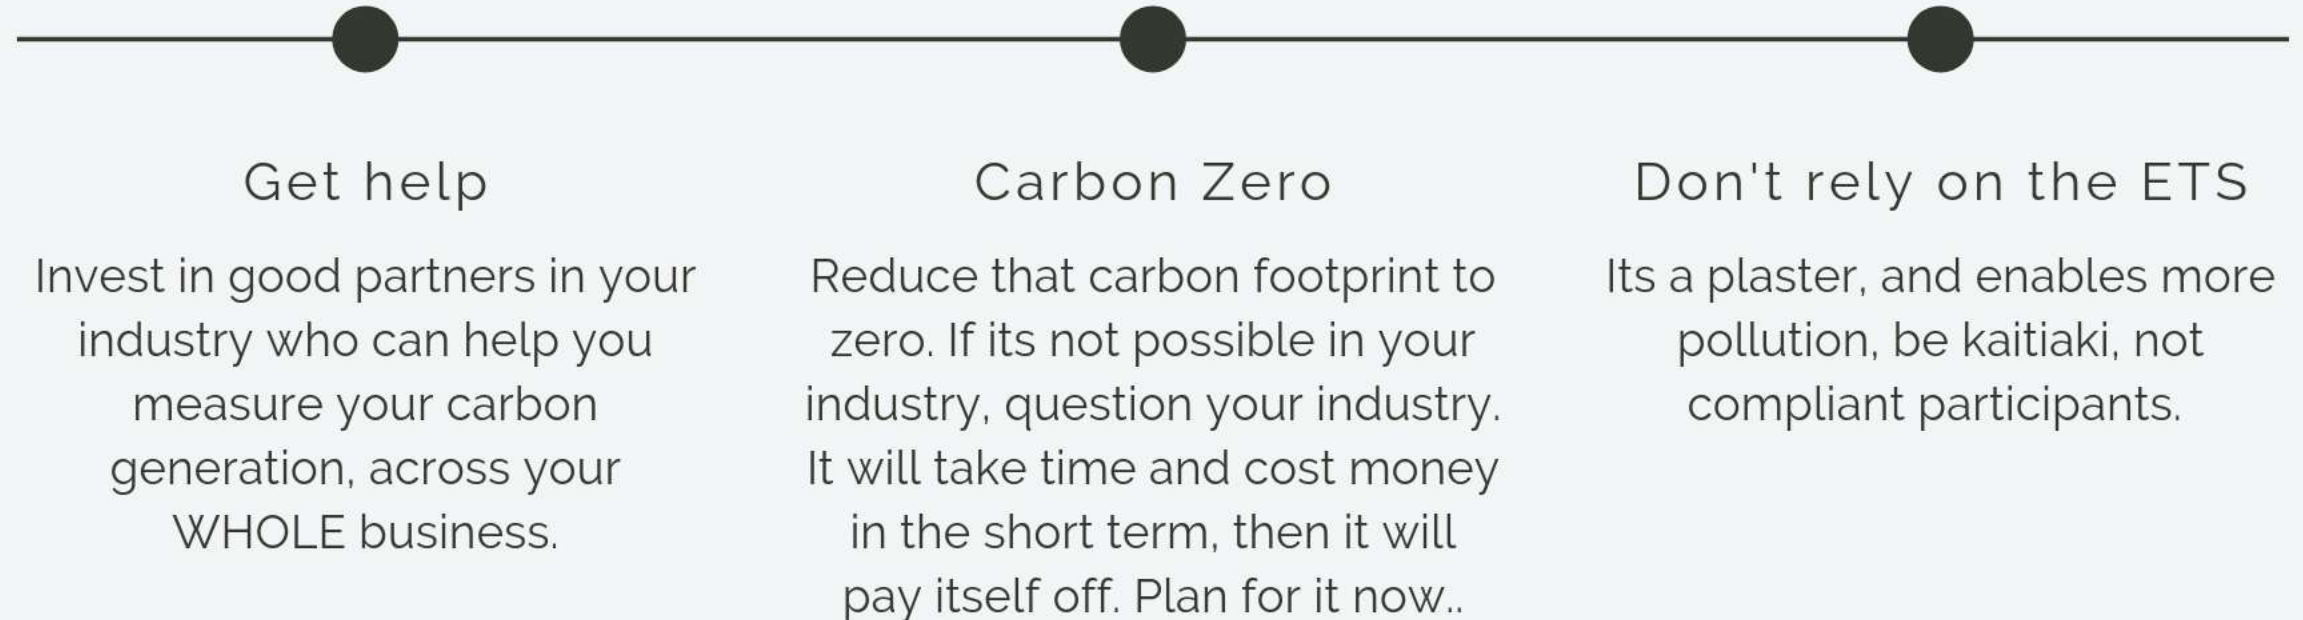 Get help
Invest in good partners in your
industry who can help you
measure your carbon
generation, across your
WHOLE business.
Carbon Zero
Reduce that carbon footprint to
zero. If its not possible in your
industry, question your industry.
It will take time and cost money
in the short term, then it will
pay itself off. Plan for it now..
Don't rely on the ETS
Its a plaster, and enables more
pollution, be kaitiaki, not
compliant participants.